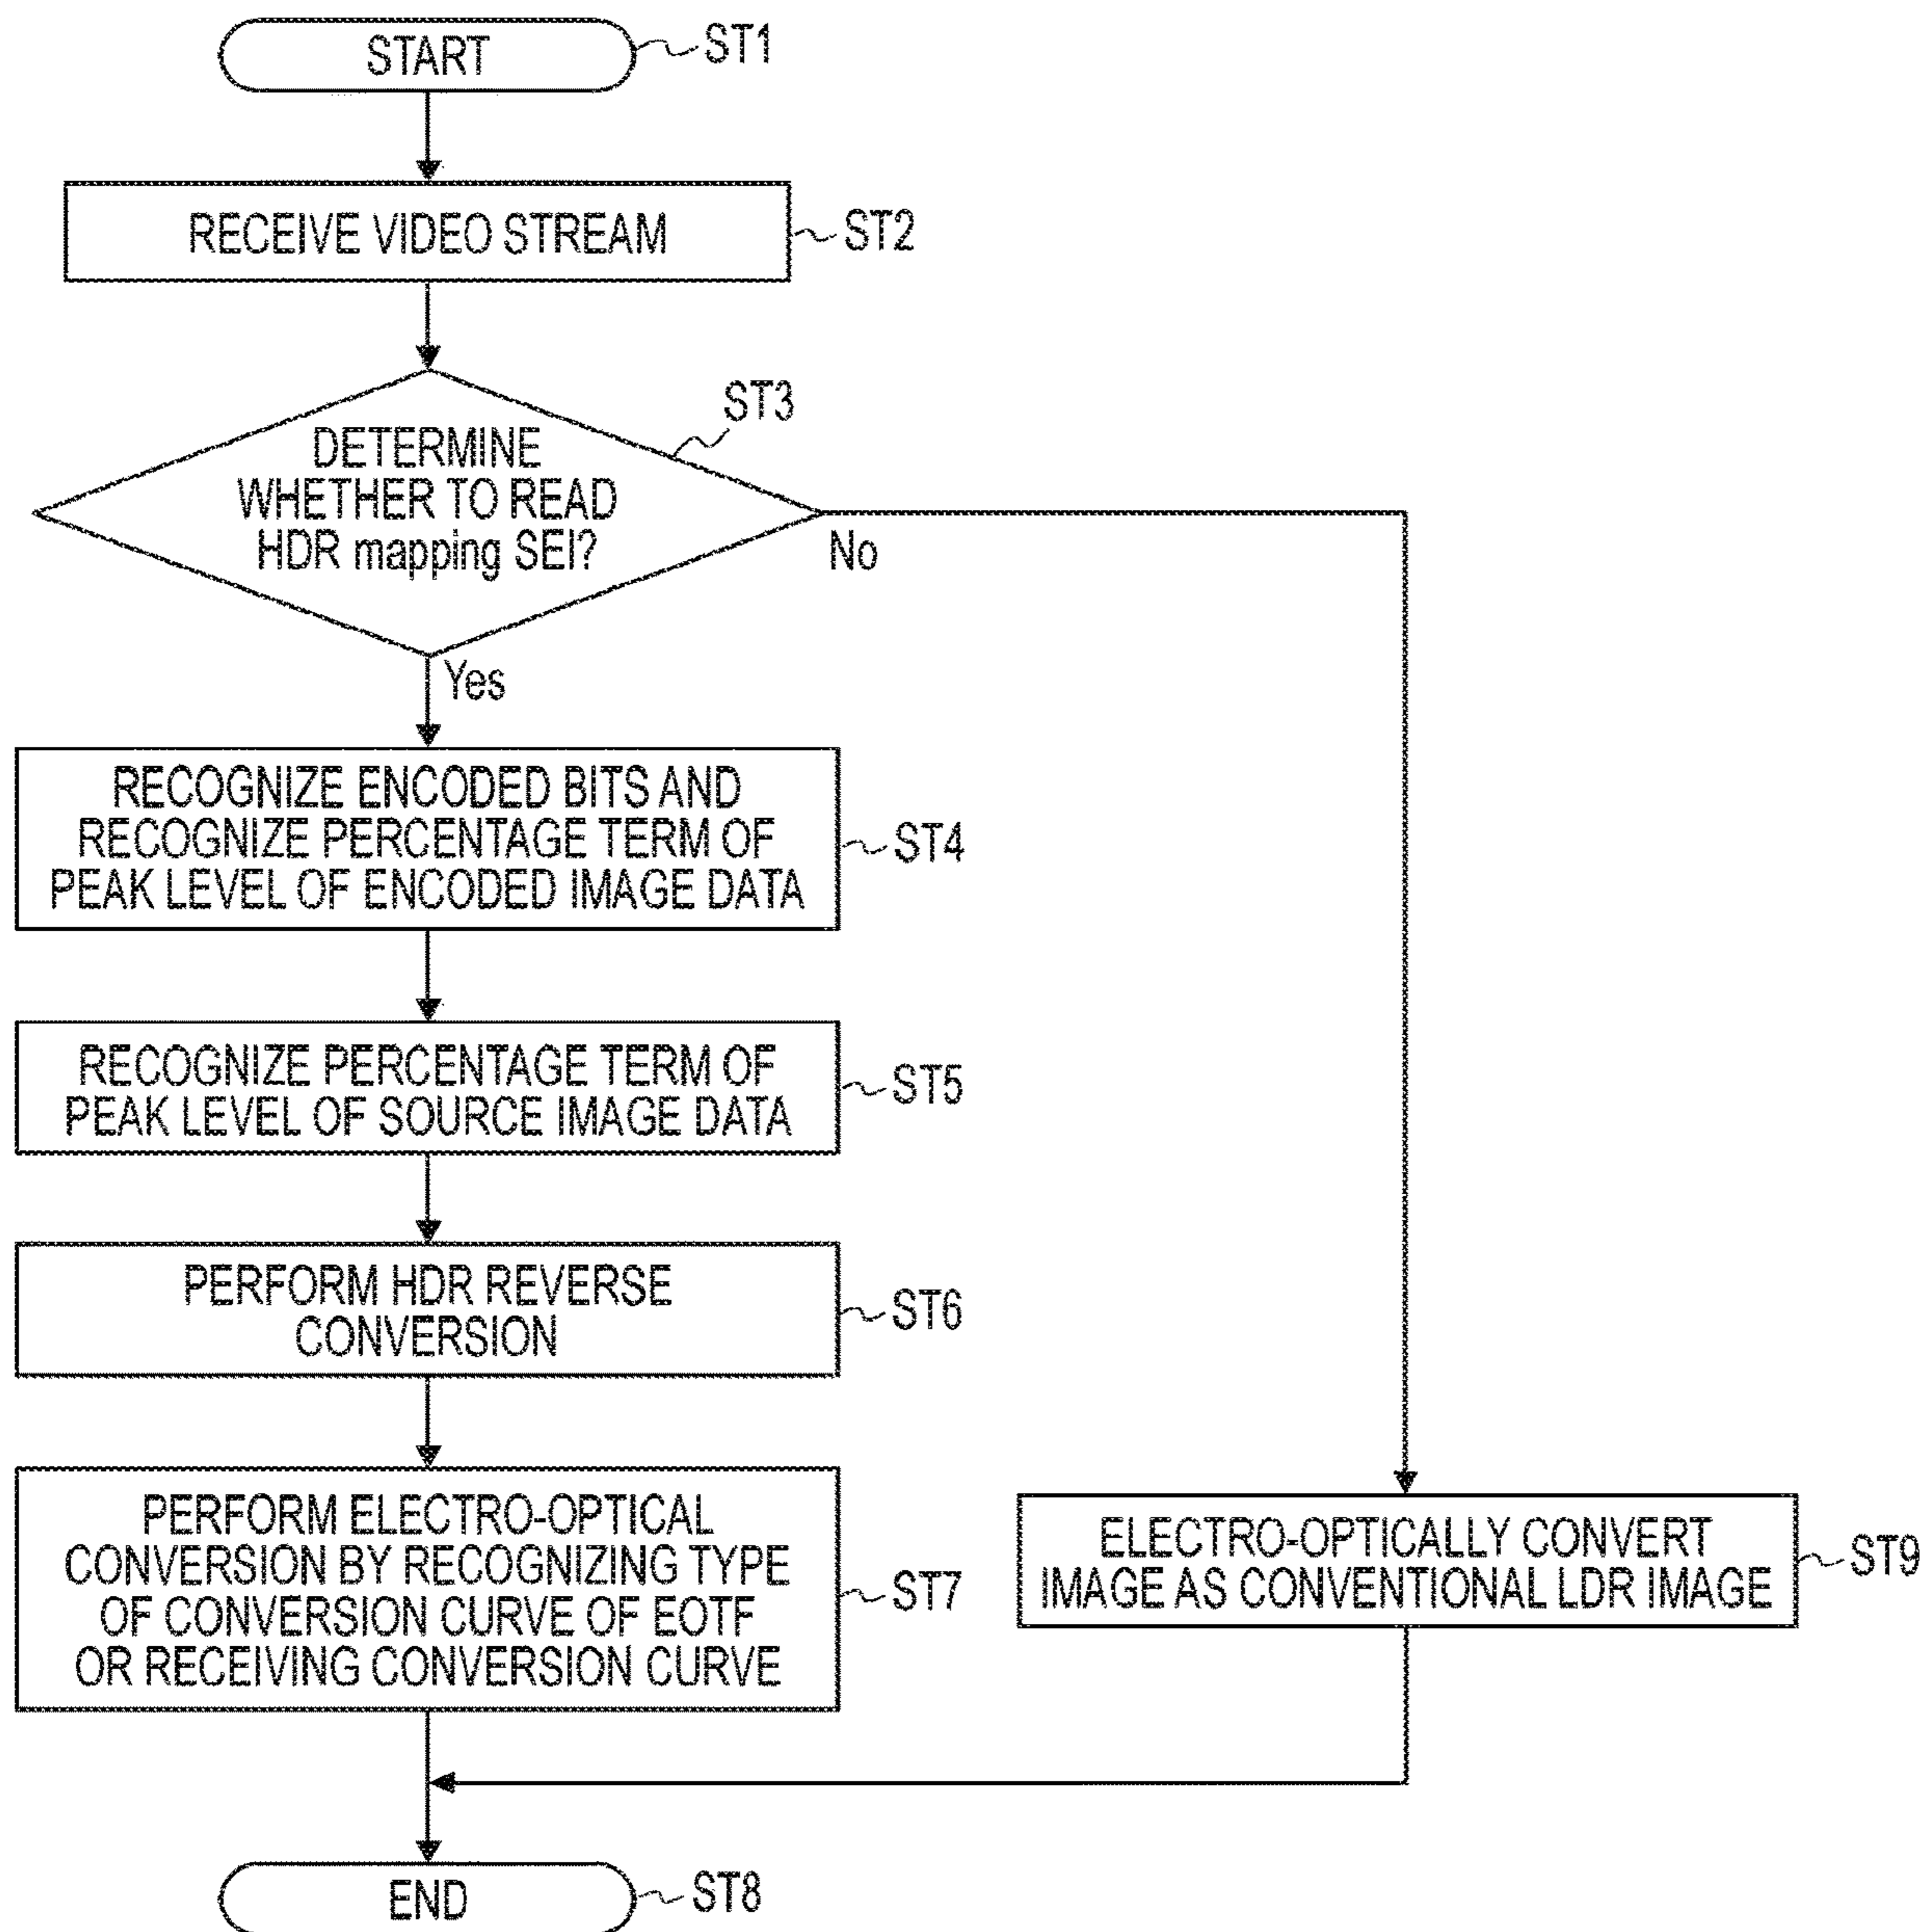 START
ST1
RECEIVE VIDEO STREAM
ST2
ST3
DETERMINE
WHETHER TO READ
HDR mapping SEI?
No
Yes
RECOGNIZE ENCODED BITS AND
RECOGNIZE PERCENTAGE TERM OF
PEAK LEVEL OF ENCODED IMAGE DATA
ST4
RECOGNIZE PERCENTAGE TERM OF
PEAK LEVEL OF SOURCE IMAGE DATA
ST5
PERFORM HDR REVERSE
CONVERSION
ST6
PERFORM ELECTRO-OPTICAL
CONVERSION BY RECOGNIZING TYPE
OF CONVERSION CURVE OF EOTF
OR RECEIVING CONVERSION CURVE
ST7
ELECTRO-OPTICALLY CONVERT
IMAGE AS CONVENTIONAL LDR IMAGE
ST9
END
ST8